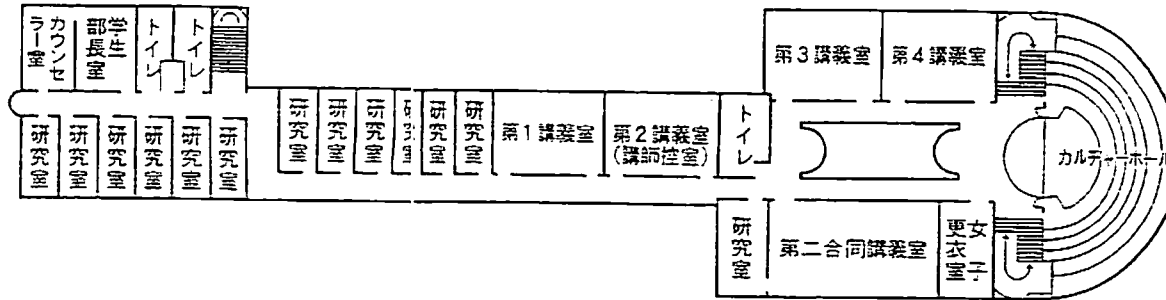 カウンセラー室
学生部長室
トイレ
トイレ
第3講義室
第4講義室
研究室
研究室
研究室
研究室
研究室
研究室
第1講義室
第2講義室
(講師控室)
トイレ
カルチャーホール
研究室
研究室
研究室
研究室
研究室
研究室
研究室
第二合同講義室
女子更衣室